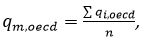 q_{m,oecd} = \frac{\sum q_{i,oecd}}{n},